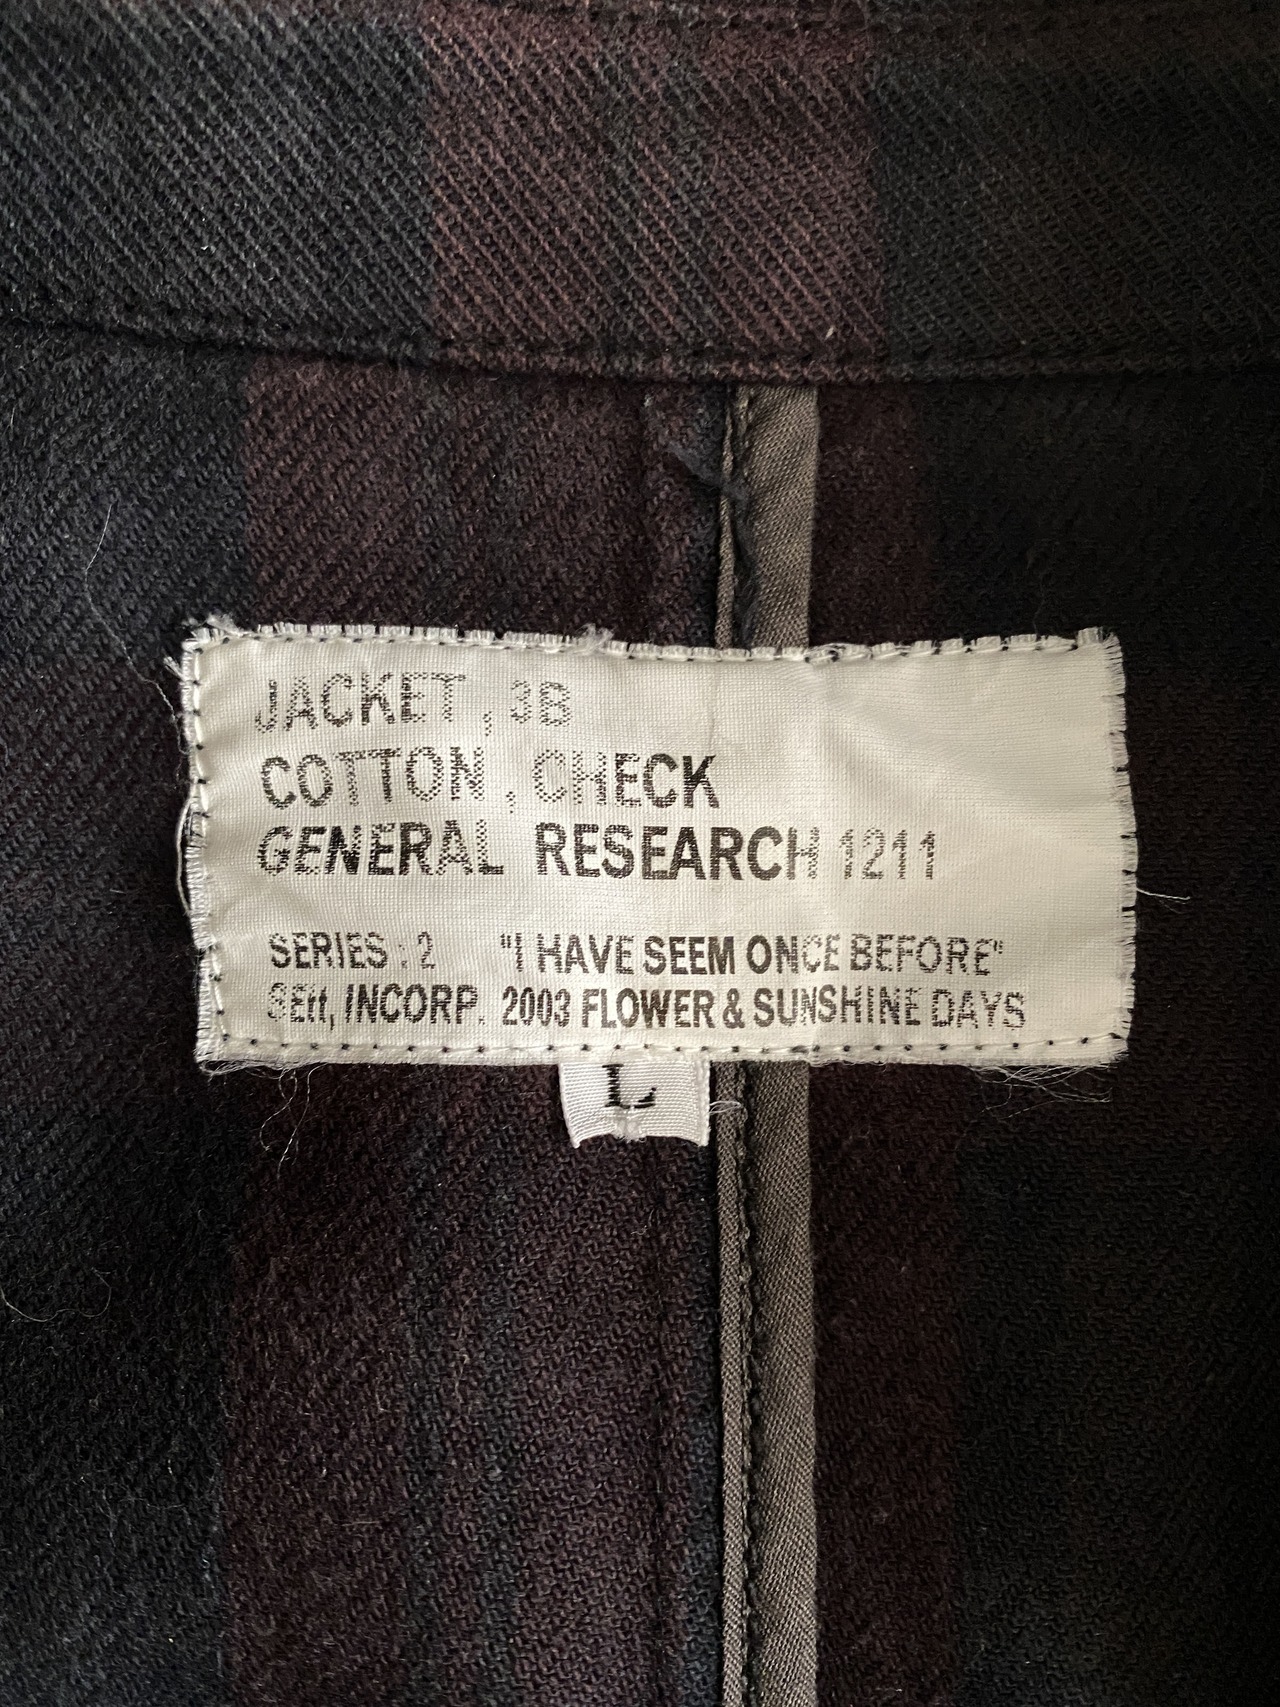 JACKET, 3B
COTTON, CHECK
GENERAL RESEARCH 1211
SERIES : 2 "I HAVE SEEM ONCE BEFORE"
SEtt, INCORP. 2003 FLOWER & SUNSHINE DAYS
L